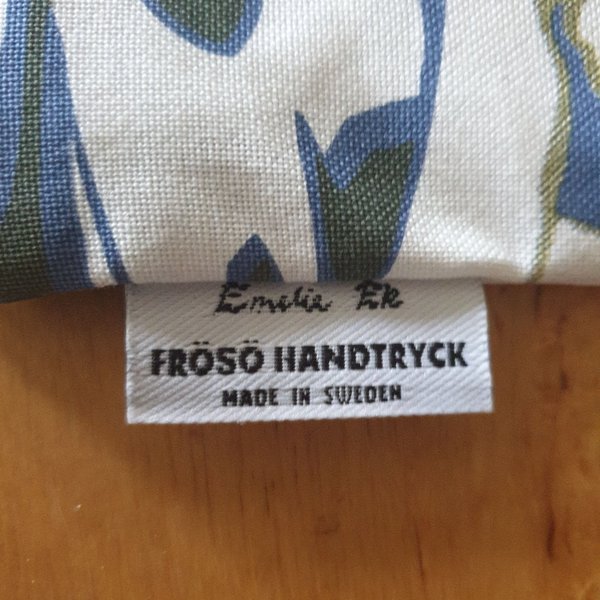 Emelie Ek
FRÖSÖ HANDTRYCK
MADE IN SWEDEN